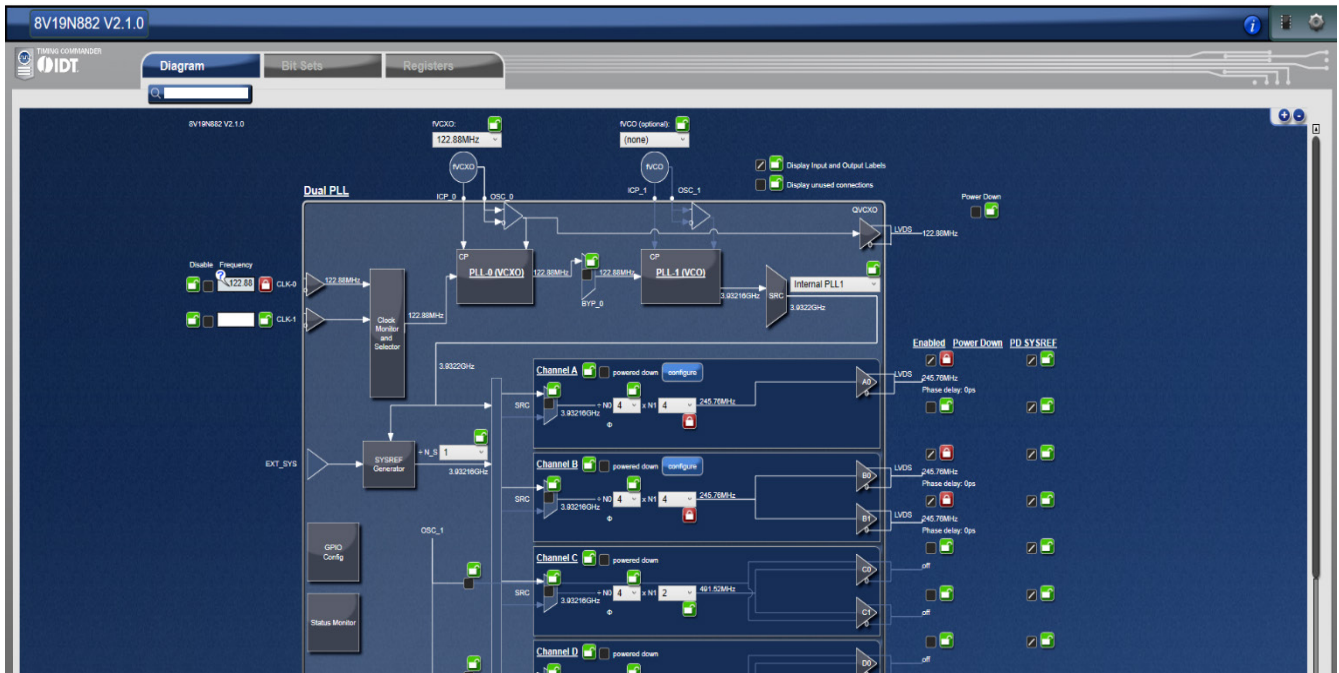 8V19N882 V2.1.0
TIMING COMMANDER
IDT
Diagram
Bit Sets
Registers
8V19N882 V2.1.0
fVCXO:
122.88MHz
fVCO (optional):
(none)
fVCXO
fVCO
Display Input and Output Labels
Display unused connections
Dual PLL
ICP_0
OSC_0
ICP_1
OSC_1
Power Down
QVCXO
LVDS
122.88MHz
CP
PLL-0 (VCXO)
122.88MHz
BYP_0
122.88MHz
CP
PLL-1 (VCO)
3.93216GHz
SRC
Internal PLL1
3.9322GHz
Disable Frequency
122.88
CLK-0
122.88MHz
CLK-1
Clock Monitor and Selector
122.88MHz
3.9322GHz
Enabled Power Down PD SYSREF
Channel A
powered down
configure
SRC
3.93216GHz
÷ N0 4 x N1 4
245.76MHz
Φ
A0
LVDS
245.76MHz
Phase delay: 0ps
EXT_SYS
SYSREF Generator
÷ N_S 1
3.93216GHz
Channel B
powered down
configure
SRC
3.93216GHz
÷ N0 4 x N1 4
245.76MHz
Φ
B0
LVDS
245.76MHz
Phase delay: 0ps
B1
LVDS
245.76MHz
Phase delay: 0ps
GPIO Config
OSC_1
Channel C
powered down
SRC
3.93216GHz
÷ N0 4 x N1 2
491.52MHz
Φ
C0
off
C1
off
Status Monitor
Channel D
powered down
D0
off